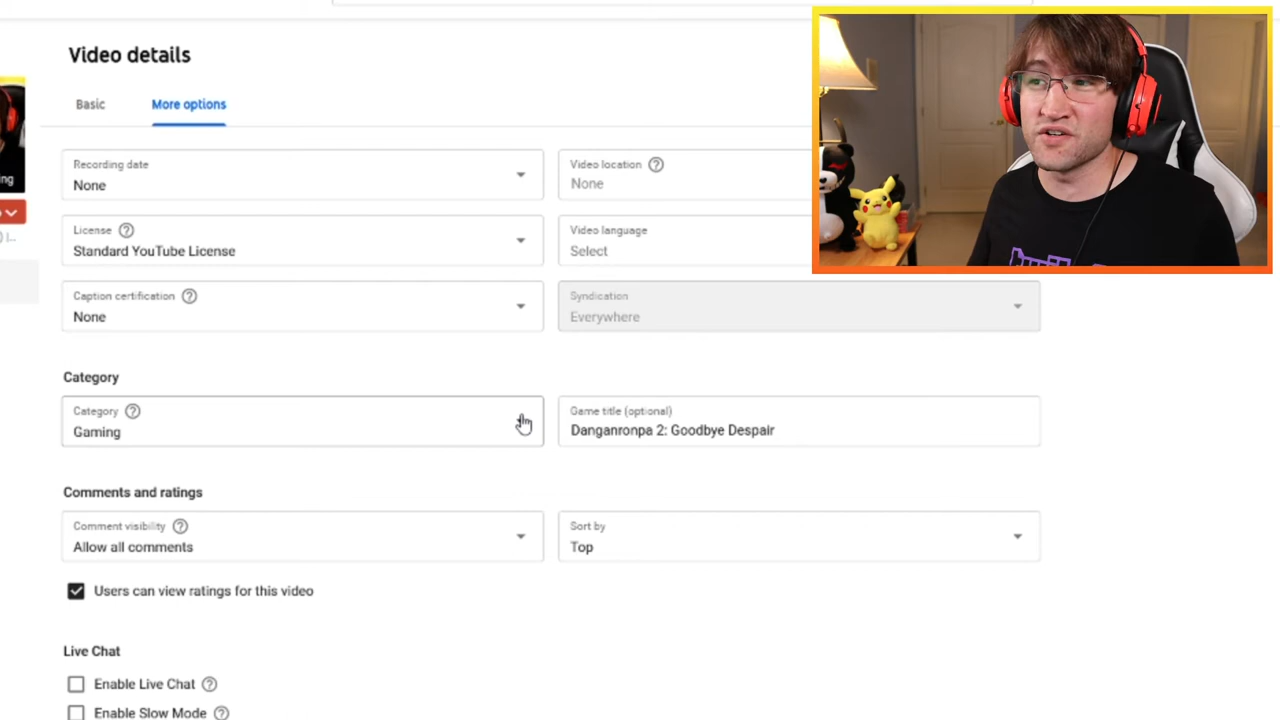 Video details
Basic
More options
Recording date
None
Video location
None
ng
License
Standard YouTube License
Video language
Select
Caption certification
None
Syndication
Everywhere
Category
Category
Gaming
Game title (optional)
Danganronpa 2: Goodbye Despair
Comments and ratings
Comment visibility
Allow all comments
Sort by
Top
Users can view ratings for this video
Live Chat
Enable Live Chat
Enable Slow Mode